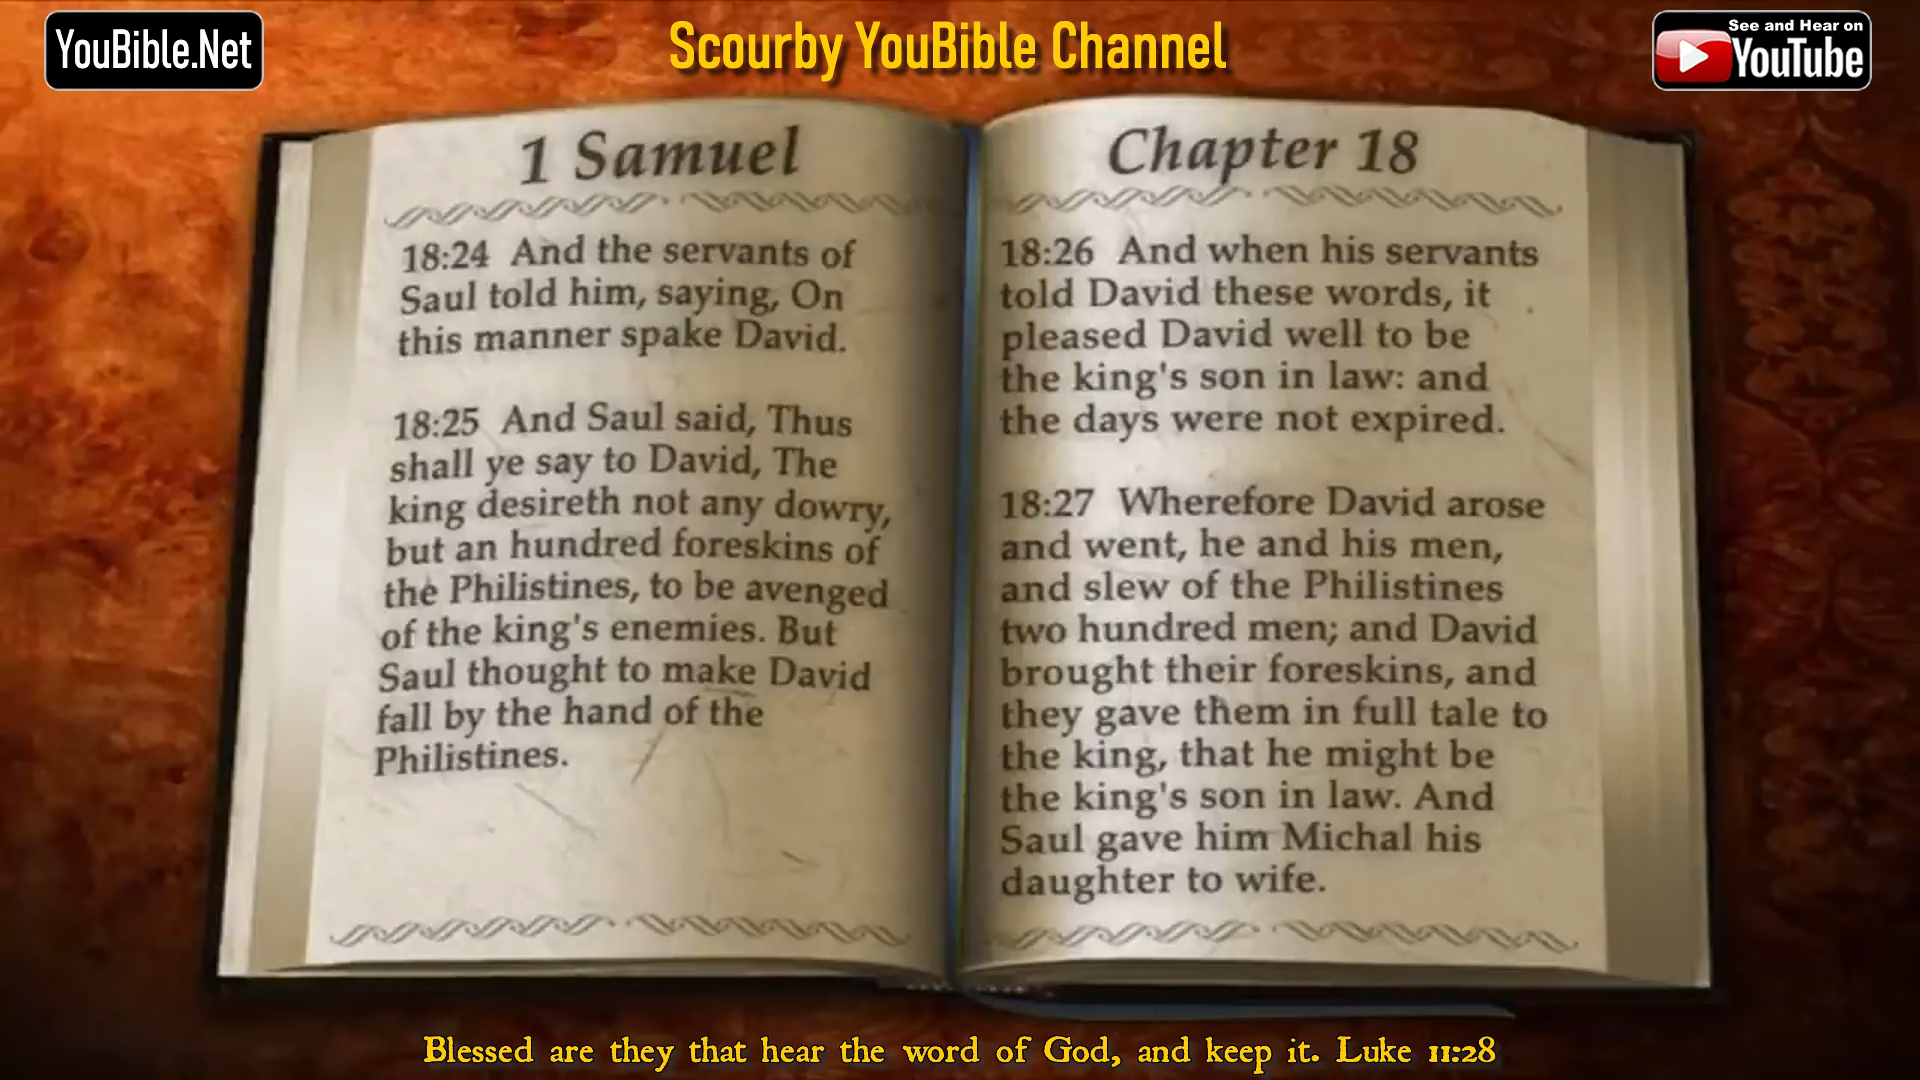 YouBible.Net
Scourby YouBible Channel
See and Hear on
YouTube
1 Samuel
18:24 And the servants of
Saul told him, saying, On
this manner spake David.
18:25 And Saul said, Thus
shall ye say to David, The
king desireth not any dowry,
but an hundred foreskins of
the Philistines, to be avenged
of the king's enemies. But
Saul thought to make David
fall by the hand of the
Philistines.
Chapter 18
18:26 And when his servants
told David these words, it
pleased David well to be
the king's son in law: and
the days were not expired.
18:27 Wherefore David arose
and went, he and his men,
and slew of the Philistines
two hundred men; and David
brought their foreskins, and
they gave them in full tale to
the king, that he might be
the king's son in law. And
Saul gave him Michal his
daughter to wife.
Blessed are they that hear the word of God, and keep it. Luke 11:28